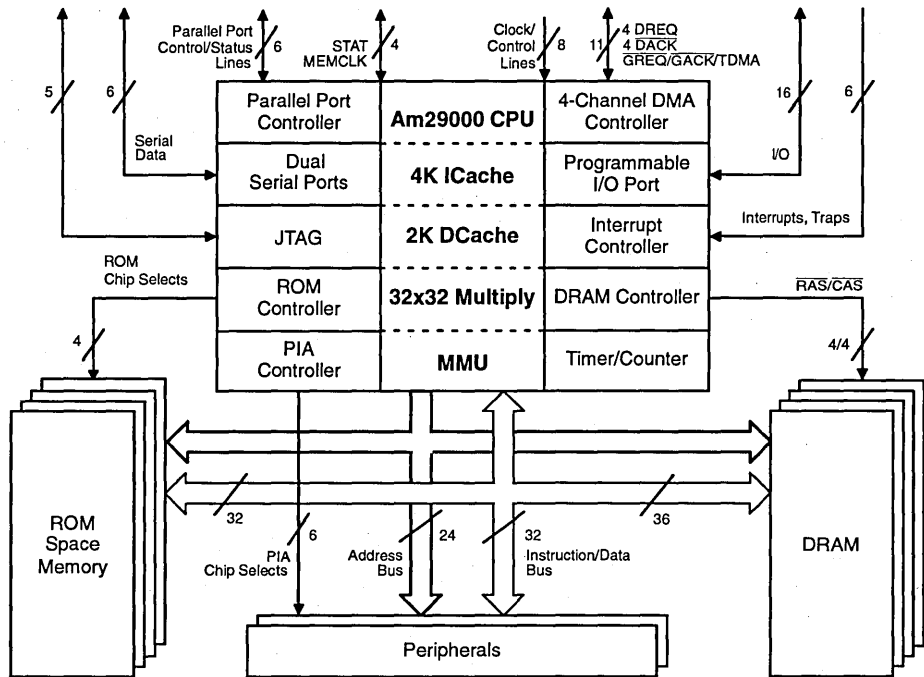 Parallel Port
Control/Status
Lines
6
STAT
MEMCLK
4
Clock/
Control
Lines
8
11
4 DREQ
4 DACK
GREQ/GACK/TDMA
5
6
16
6
Serial
Data
I/O
Interrupts, Traps
Parallel Port
Controller
Am29000 CPU
4-Channel DMA
Controller
Dual
Serial Ports
4K ICache
Programmable
I/O Port
JTAG
2K DCache
Interrupt
Controller
ROM
Chip Selects
ROM
Controller
32x32 Multiply
DRAM Controller
RAS/CAS
4
4/4
PIA
Controller
MMU
Timer/Counter
32
36
ROM
Space
Memory
6
PIA
Chip Selects
24
Address
Bus
32
Instruction/Data
Bus
DRAM
Peripherals